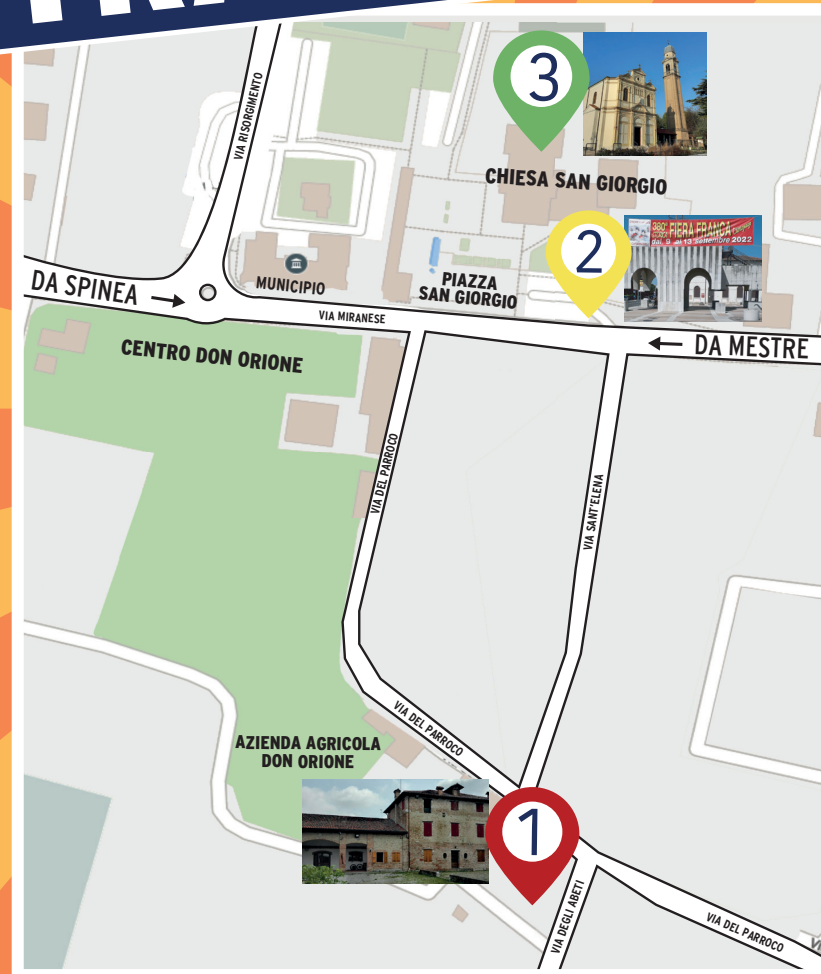 3
VIA RISORGIMENTO
CHIESA SAN GIORGIO
2
360°
FIERA FRANCA
dal 9 al 13 settembre 2022
DA SPINEA
MUNICIPIO
PIAZZA
SAN GIORGIO
VIA MIRANESE
DA MESTRE
CENTRO DON ORIONE
VIA DEL PARROCO
VIA SANT'ELENA
VIA DEL PARROCO
AZIENDA AGRICOLA
DON ORIONE
1
VIA DEGLI ABETI
VIA DEL PARROCO